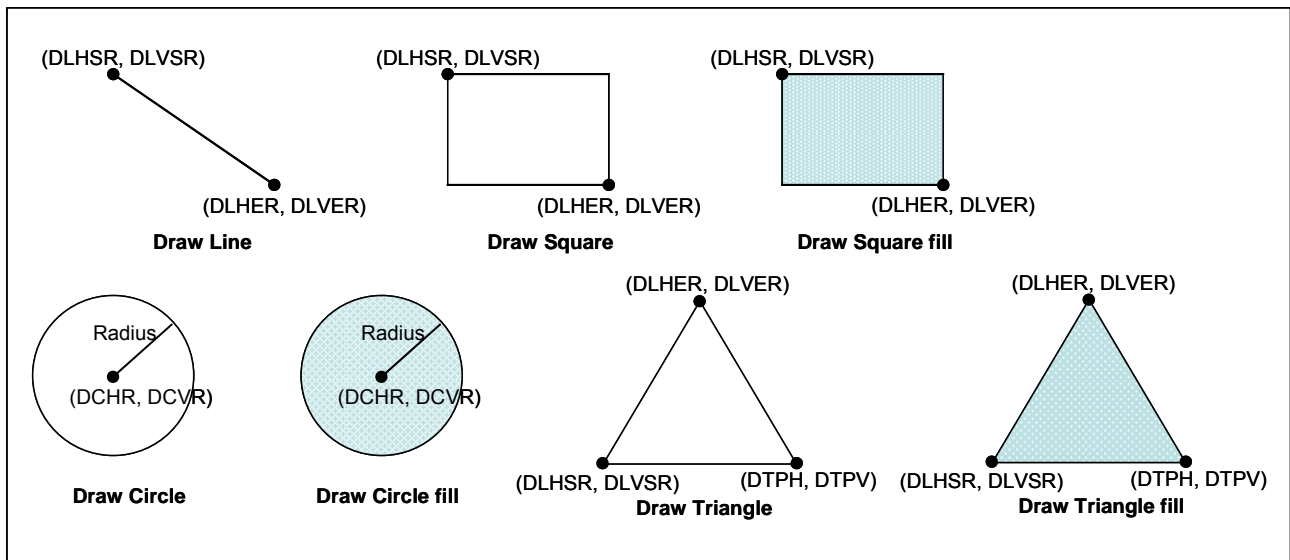 (DLHSR, DLVSR)
(DLHER, DLVER)
Draw Line
(DLHSR, DLVSR)
(DLHER, DLVER)
Draw Square
(DLHSR, DLVSR)
(DLHER, DLVER)
Draw Square fill
Radius
(DCHR, DCVR)
Draw Circle
Radius
(DCHR, DCVR)
Draw Circle fill
(DLHER, DLVER)
(DLHSR, DLVSR)
(DTPH, DTPV)
Draw Triangle
(DLHER, DLVER)
(DLHSR, DLVSR)
(DTPH, DTPV)
Draw Triangle fill